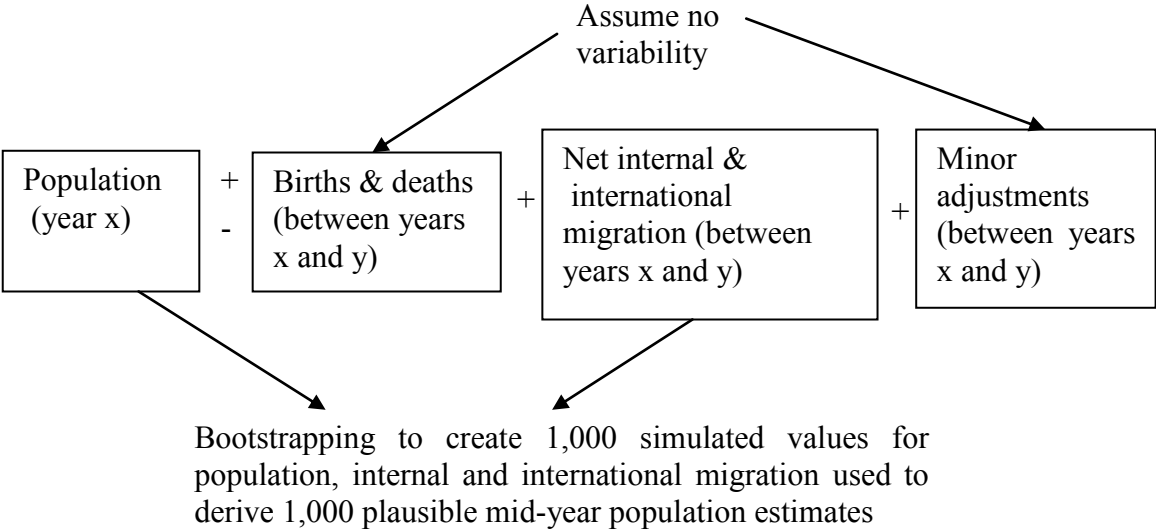 Assume no
variability
Population
(year x)
+
-
Births & deaths
(between years
x and y)
+
Net internal &
international
migration (between
years x and y)
+
Minor
adjustments
(between years
x and y)
Bootstrapping to create 1,000 simulated values for
population, internal and international migration used to
derive 1,000 plausible mid-year population estimates